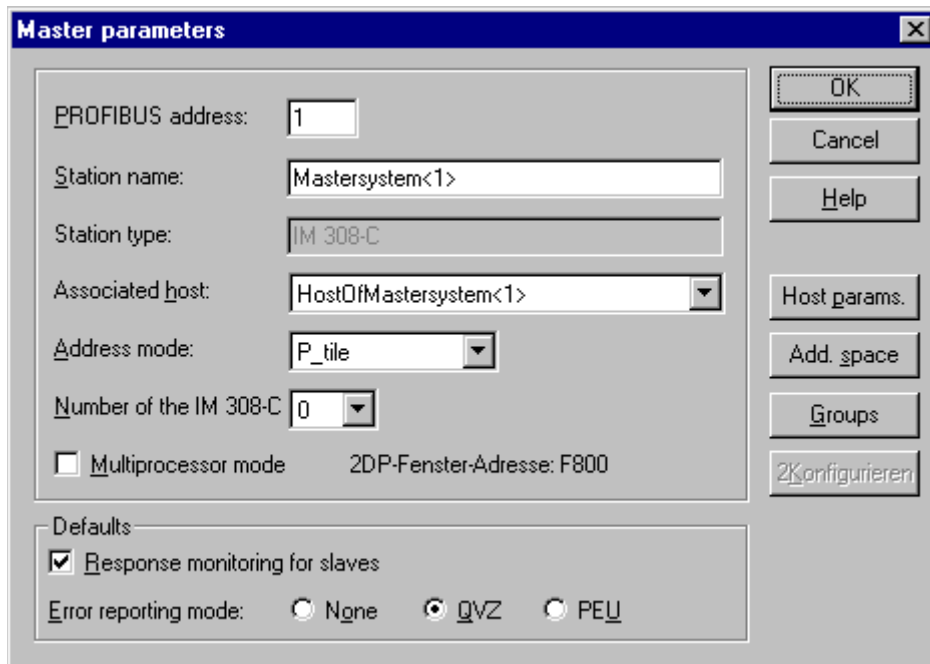 Master parameters
PROFIBUS address: 1
Station name: Mastersystem<1>
Station type: IM 308-C
Associated host: HostOfMastersystem<1>
Address mode: P_tile
Number of the IM 308-C 0
Multiprocessor mode 2DP-Fenster-Adresse: F800
OK
Cancel
Help
Host params.
Add. space
Groups
2Konfigurieren
Defaults
Response monitoring for slaves
Error reporting mode: None QVZ PEU